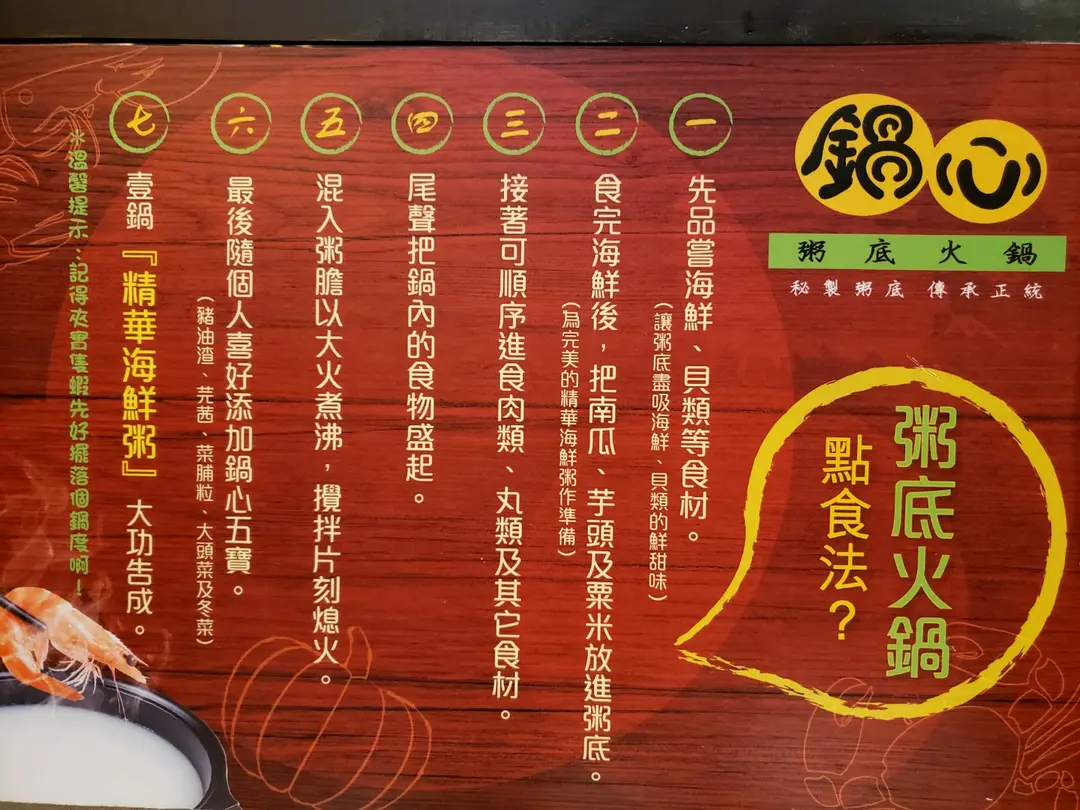 鍋心
粥底火鍋
秘製粥底 傳承正統
粥底火鍋
點食法?
一
先品嘗海鮮、貝類等食材。
(讓粥底盡吸海鮮、貝類的鮮甜味)
二
食完海鮮後，把南瓜、芋頭及粟米放進粥底。
(為完美的精華海鮮粥作準備)
三
接著可順序進食肉類、丸類及其它食材。
四
尾聲把鍋內的食物盛起。
五
混入粥膽以大火煮沸，攪拌片刻熄火。
六
最後隨個人喜好添加鍋心五寶。
(豬油渣、芫茜、菜脯粒、大頭菜及冬菜)
七
壹鍋『精華海鮮粥』大功告成。
*溫馨提示：記得夾實隻蝦先好擺落個鍋度啊！